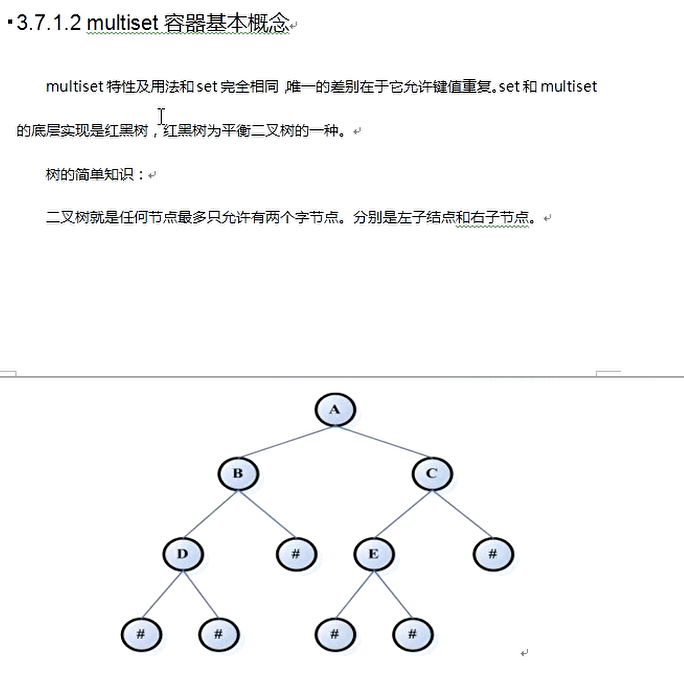 3.7.1.2 multiset 容器基本概念
multiset 特性及用法和 set 完全相同,唯一的差别在于它允许键值重复。set 和 multiset
的底层实现是红黑树,红黑树为平衡二叉树的一种。
树的简单知识：
二叉树就是任何节点最多只允许有两个字节点。分别是左子结点和右子节点。
A
B C
D # E #
# # # #